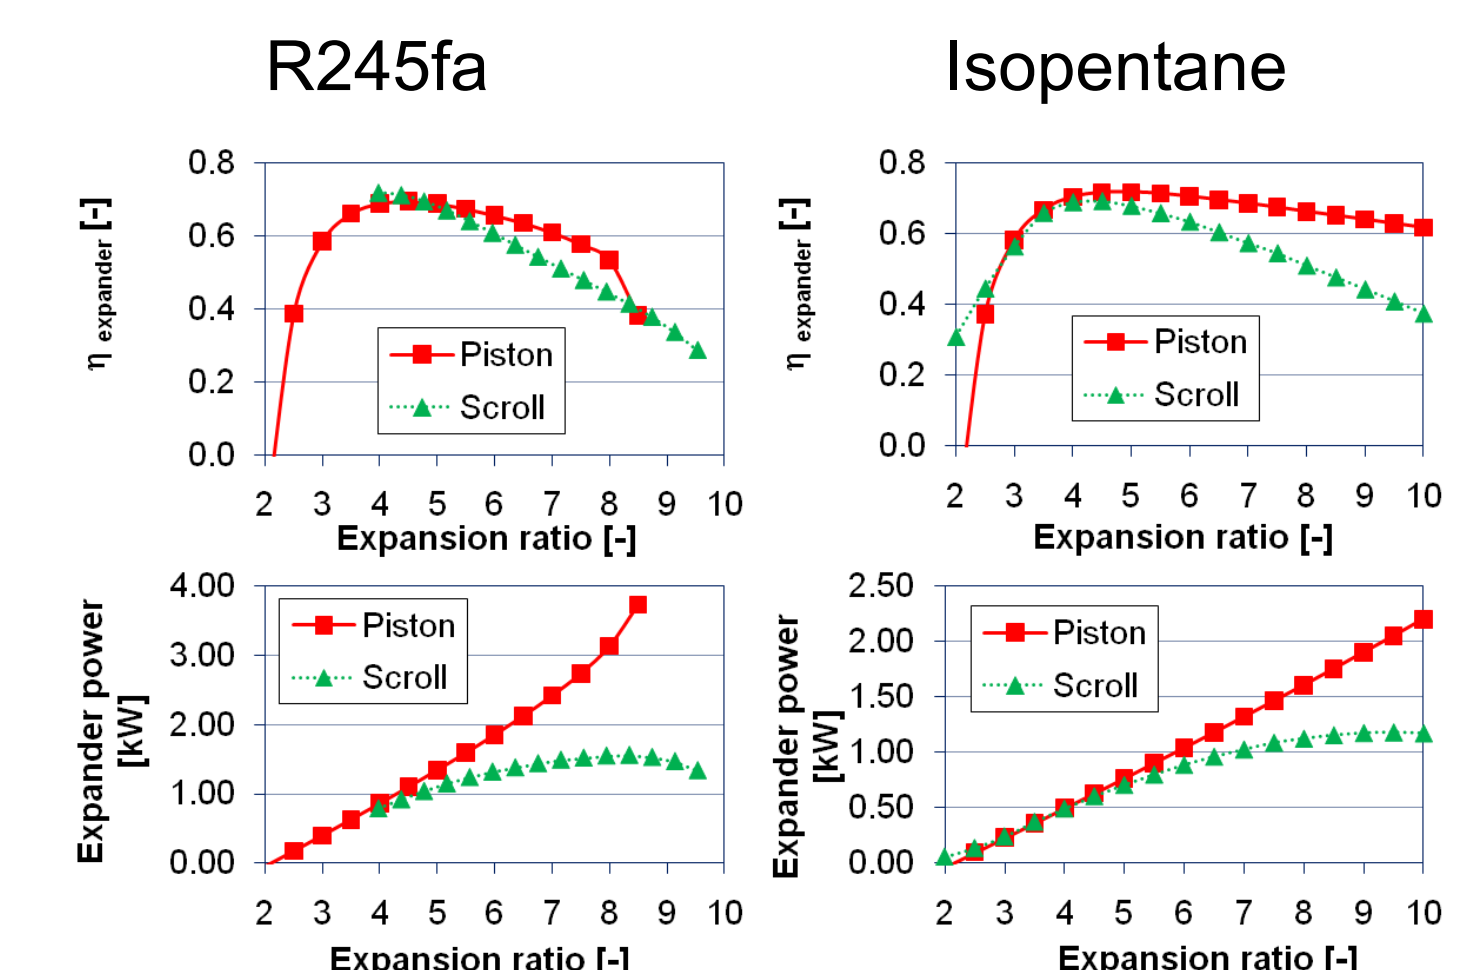 R245fa
Isopentane
0.8
0.6
0.4
0.2
0.0
η expander [-]
Piston
Scroll
2 3 4 5 6 7 8 9 10
Expansion ratio [-]
0.8
0.6
0.4
0.2
0.0
η expander [-]
Piston
Scroll
2 3 4 5 6 7 8 9 10
Expansion ratio [-]
4.00
3.00
2.00
1.00
0.00
Expander power
[kW]
Piston
Scroll
2 3 4 5 6 7 8 9 10
Expansion ratio [-]
2.50
2.00
1.50
1.00
0.50
0.00
Expander power
[kW]
Piston
Scroll
2 3 4 5 6 7 8 9 10
Expansion ratio [-]